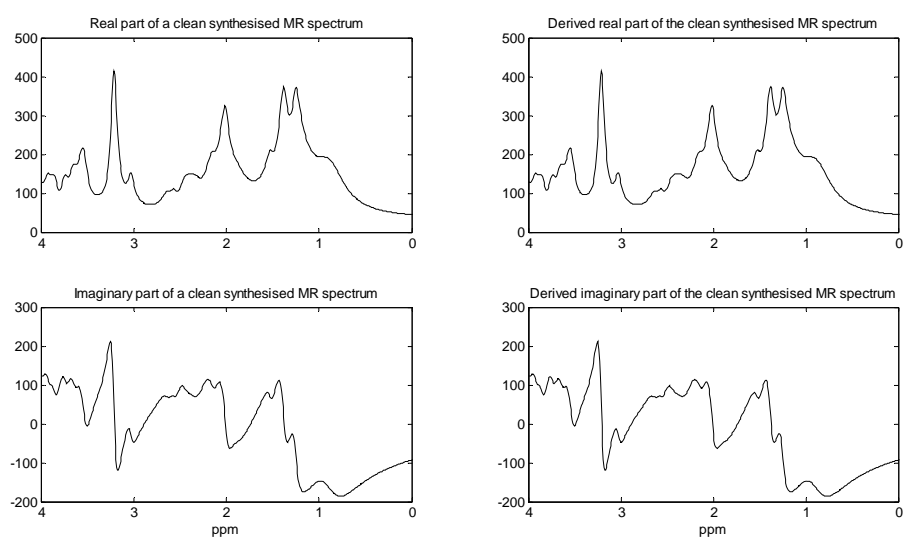 Real part of a clean synthesised MR spectrum
500
400
300
200
100
0
4 3 2 1 0
Derived real part of the clean synthesised MR spectrum
500
400
300
200
100
0
4 3 2 1 0
Imaginary part of a clean synthesised MR spectrum
300
200
100
0
-100
-200
4 3 2 1 0
ppm
Derived imaginary part of the clean synthesised MR spectrum
300
200
100
0
-100
-200
4 3 2 1 0
ppm